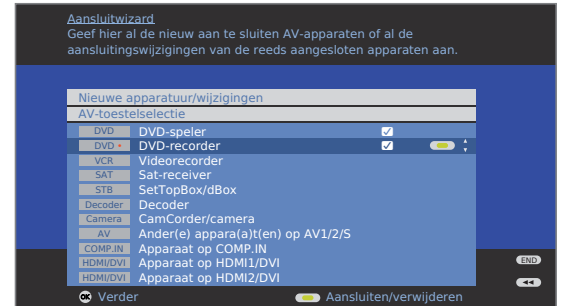 Aansluitwizard
Geef hier al de nieuw aan te sluiten AV-apparaten of al de
aansluitingswijzigingen van de reeds aangesloten apparaten aan.
Nieuwe apparatuur/wijzigingen
AV-toestelselectie
DVD DVD-speler
DVD DVD-recorder
VCR Videorecorder
SAT Sat-receiver
STB SetTopBox/dBox
Decoder Decoder
Camera CamCorder/camera
AV Ander(e) appara(a)t(en) op AV1/2/S
COMP.IN Apparaat op COMP.IN
HDMI/DVI Apparaat op HDMI1/DVI
HDMI/DVI Apparaat op HDMI2/DVI
END
OK Verder Aansluiten/verwijderen